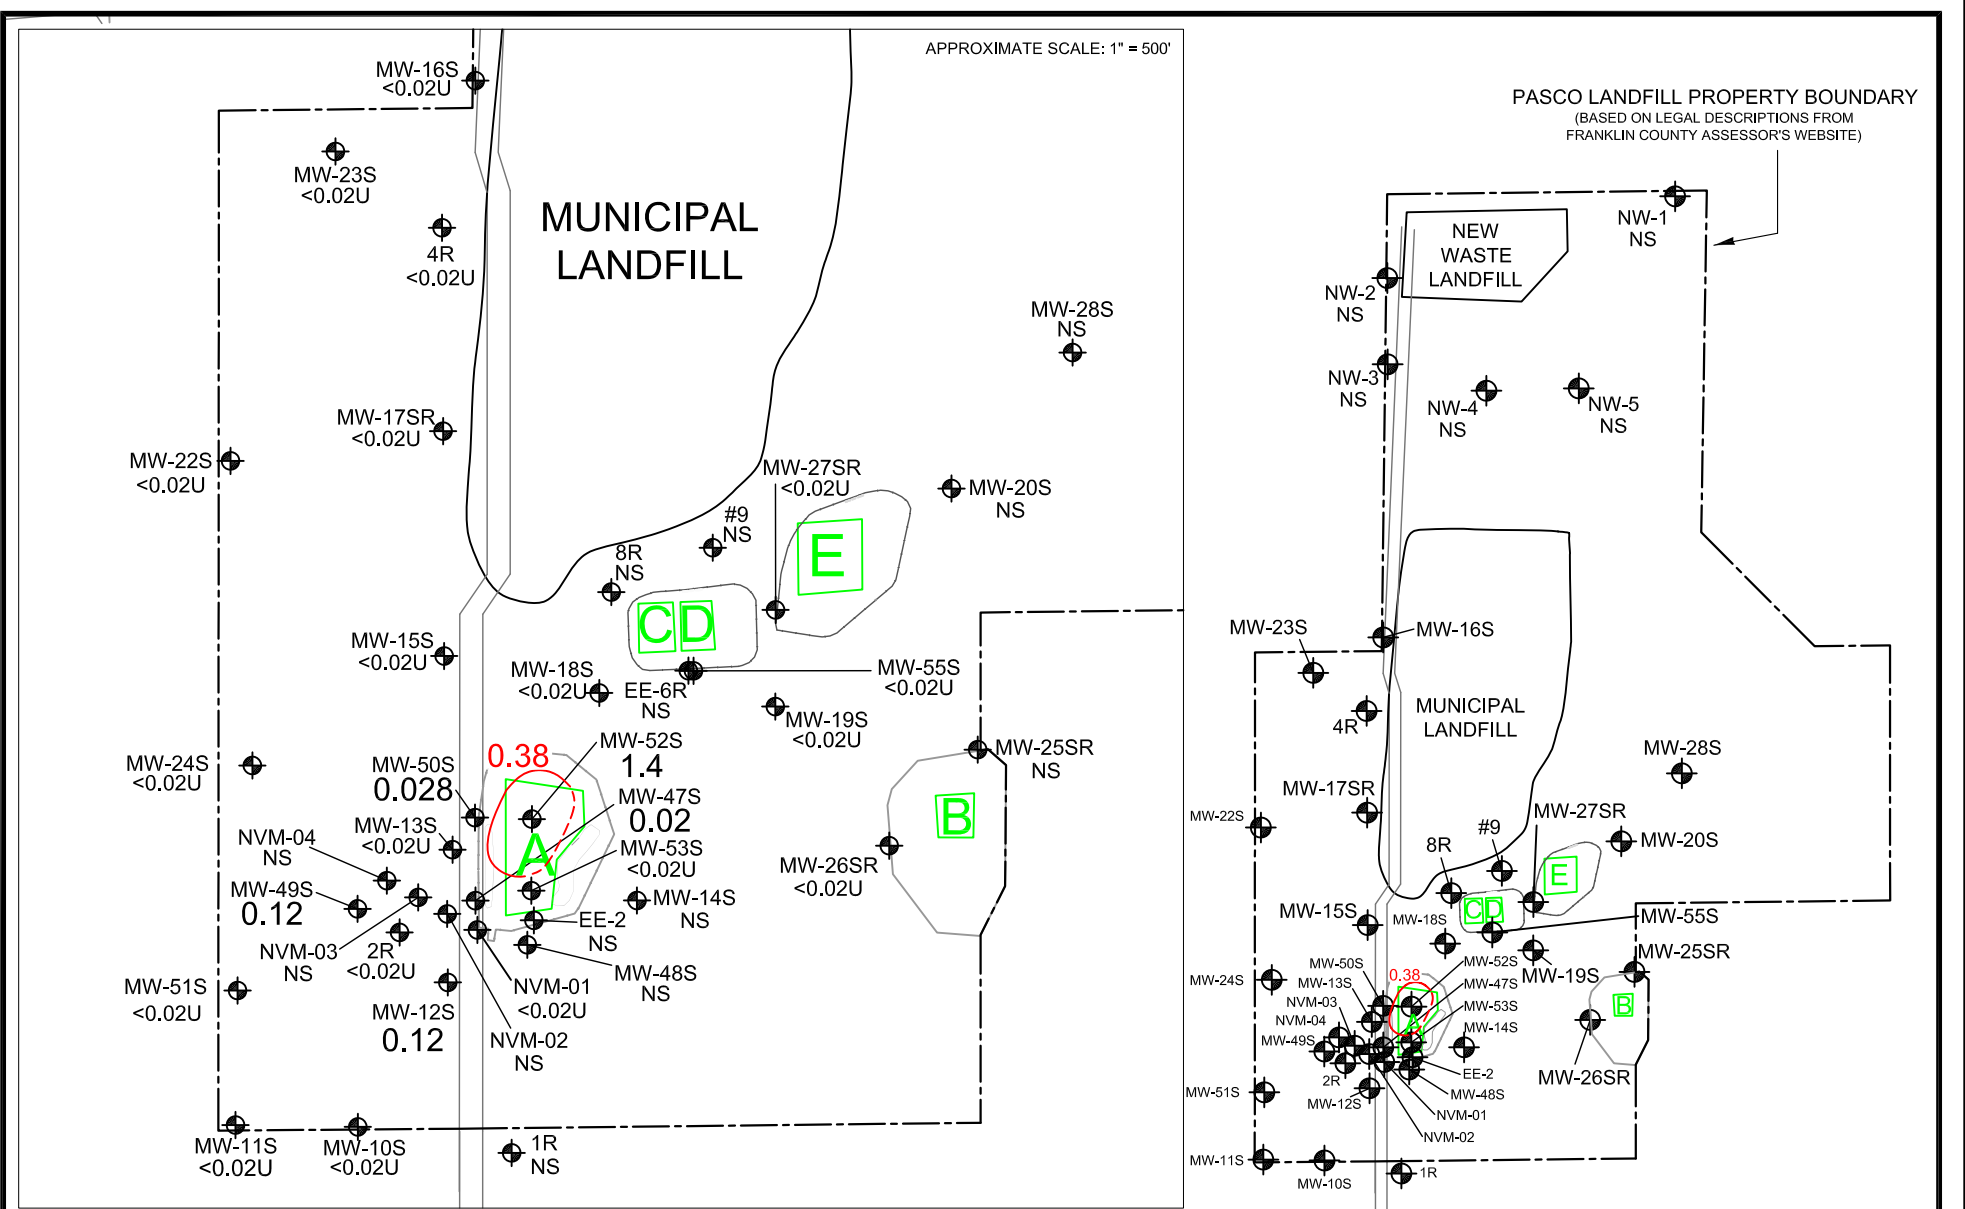 APPROXIMATE SCALE: 1" = 500'
MW-16S
<0.02U
MW-23S
<0.02U
4R
<0.02U
MUNICIPAL
LANDFILL
MW-28S
NS
MW-17SR
<0.02U
MW-22S
<0.02U
MW-27SR
<0.02U
MW-20S
NS
#9
NS
8R
NS
E
C D
MW-15S
<0.02U
MW-18S
<0.02U
EE-6R
NS
MW-55S
<0.02U
MW-19S
<0.02U
MW-25SR
NS
MW-24S
<0.02U
0.38
MW-52S
1.4
MW-50S
0.028
MW-47S
0.02
B
MW-13S
<0.02U
A
MW-53S
<0.02U
MW-26SR
<0.02U
NVM-04
NS
MW-49S
0.12
MW-14S
NS
EE-2
NS
NVM-03
NS
2R
<0.02U
MW-48S
NS
MW-51S
<0.02U
NVM-01
<0.02U
MW-12S
0.12
NVM-02
NS
MW-11S
<0.02U
MW-10S
<0.02U
1R
NS
PASCO LANDFILL PROPERTY BOUNDARY
(BASED ON LEGAL DESCRIPTIONS FROM
FRANKLIN COUNTY ASSESSOR'S WEBSITE)
NW-1
NS
NEW
WASTE
LANDFILL
NW-2
NS
NW-3
NS
NW-4
NS
NW-5
NS
MW-23S
MW-16S
4R
MUNICIPAL
LANDFILL
MW-28S
MW-17SR
MW-22S
MW-27SR
#9
MW-20S
8R
E
C D
MW-15S
MW-18S
MW-55S
MW-52S
MW-19S
MW-25SR
MW-50S
MW-24S
0.38
MW-13S
MW-47S
NVM-03
MW-53S
B
NVM-04
A
MW-14S
MW-49S
EE-2
MW-26SR
2R
MW-51S
MW-12S
MW-48S
NVM-01
NVM-02
MW-11S
MW-10S
1R